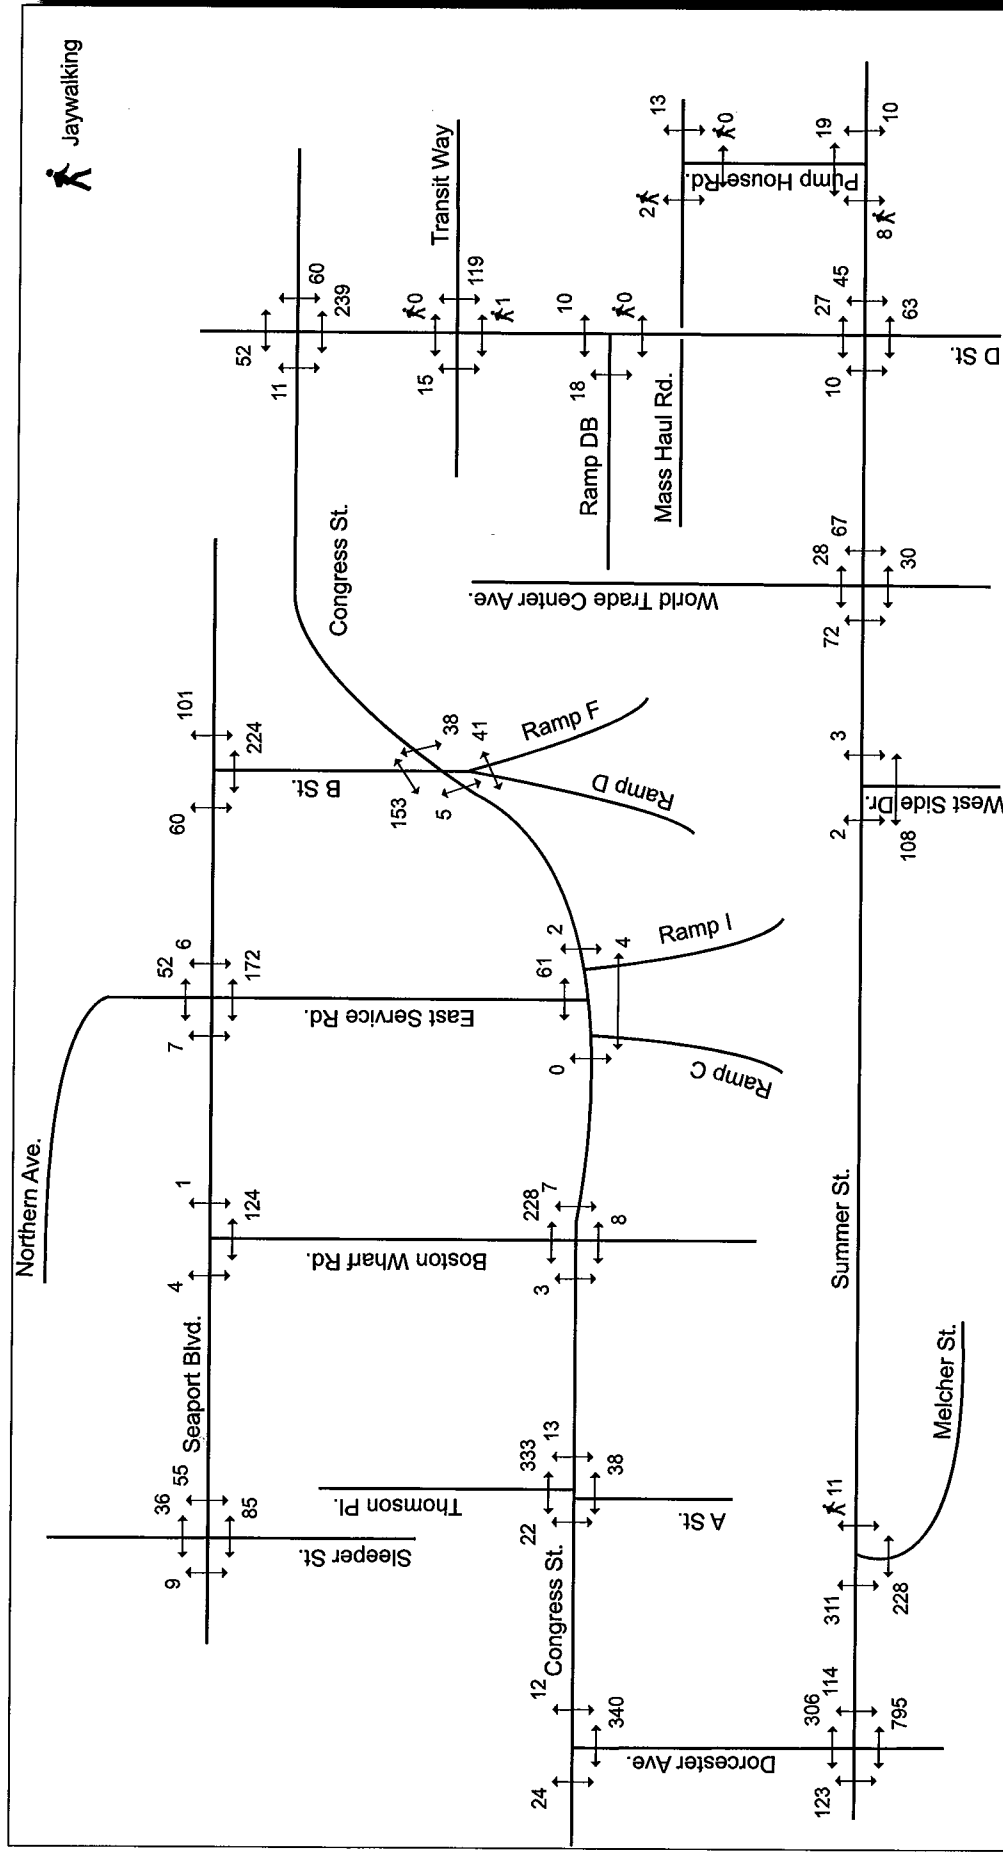 Jaywalking
Northern Ave.
Seaport Blvd.
Sleeper St.
9
36
55
85
Boston Wharf Rd.
4
1
124
East Service Rd.
7
52
6
172
B St.
60
101
224
Congress St.
52
11
60
239
Transit Way
0
15
119
1
10
Ramp DB
18
0
Mass Haul Rd.
2
13
0
Pump House Rd.
19
8
10
D St.
27
45
10
63
World Trade Center Ave.
28
67
72
30
153
38
5
41
Ramp F
Ramp D
61
2
0
4
Ramp I
Ramp C
228
7
3
8
Thomson Pl.
333
13
22
38
A St.
Congress St.
12
24
340
Dorcester Ave.
306
114
123
795
Summer St.
311
11
228
Melcher St.
3
2
108
West Side Dr.